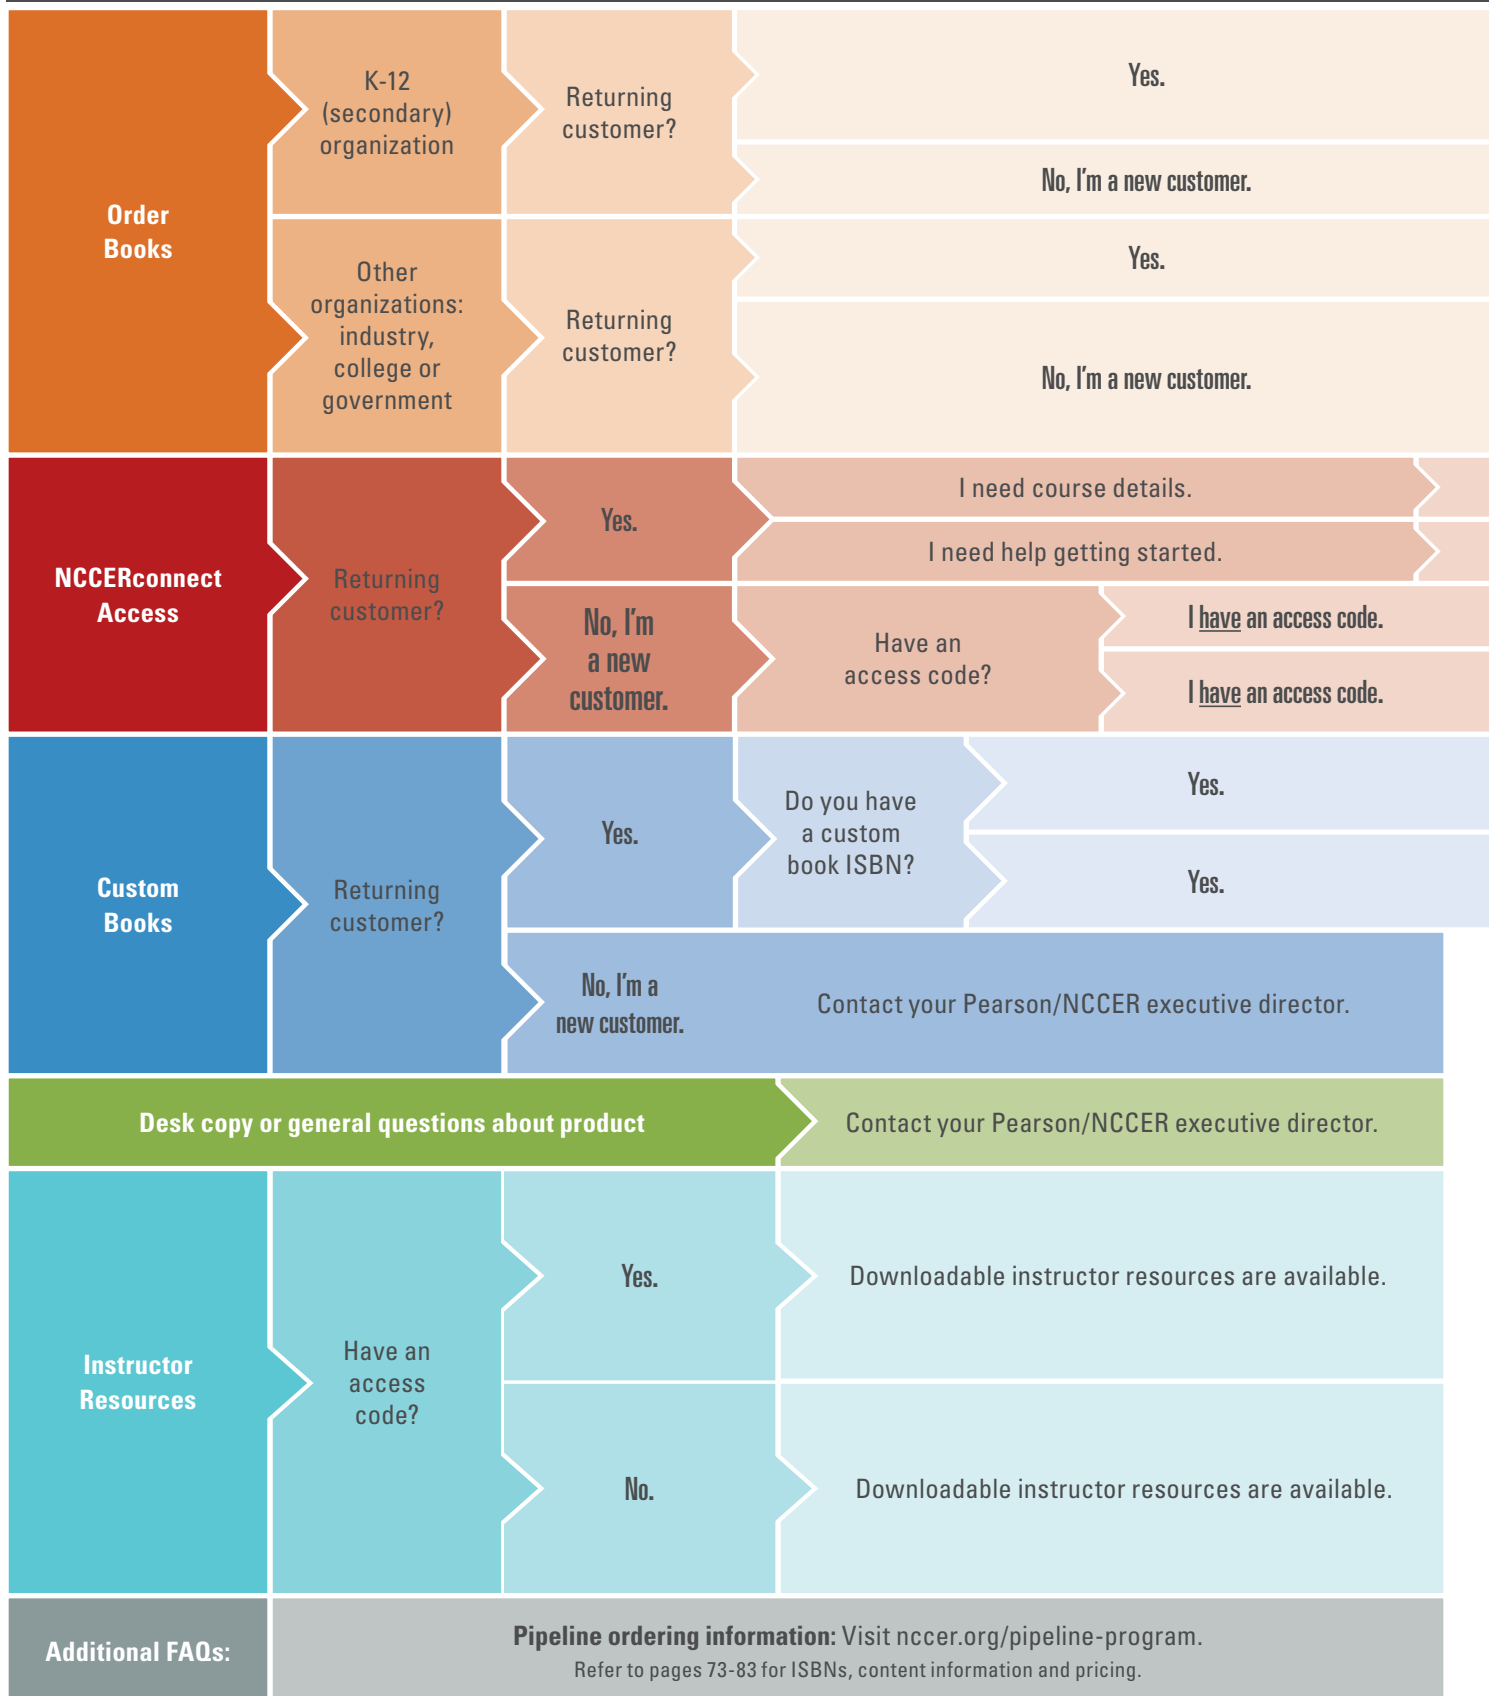 Order
Books
K-12
(secondary)
organization
Returning
customer?
Yes.
No, I'm a new customer.
Other
organizations:
industry,
college or
government
Returning
customer?
Yes.
No, I'm a new customer.
NCCERconnect
Access
Returning
customer?
Yes.
I need course details.
I need help getting started.
No, I'm
a new
customer.
Have an
access code?
I have an access code.
I have an access code.
Custom
Books
Returning
customer?
Yes.
Do you have
a custom
book ISBN?
Yes.
Yes.
No, I'm a
new customer.
Contact your Pearson/NCCER executive director.
Desk copy or general questions about product
Contact your Pearson/NCCER executive director.
Instructor
Resources
Have an
access
code?
Yes.
Downloadable instructor resources are available.
No.
Downloadable instructor resources are available.
Additional FAQs:
Pipeline ordering information: Visit nccer.org/pipeline-program.
Refer to pages 73-83 for ISBNs, content information and pricing.